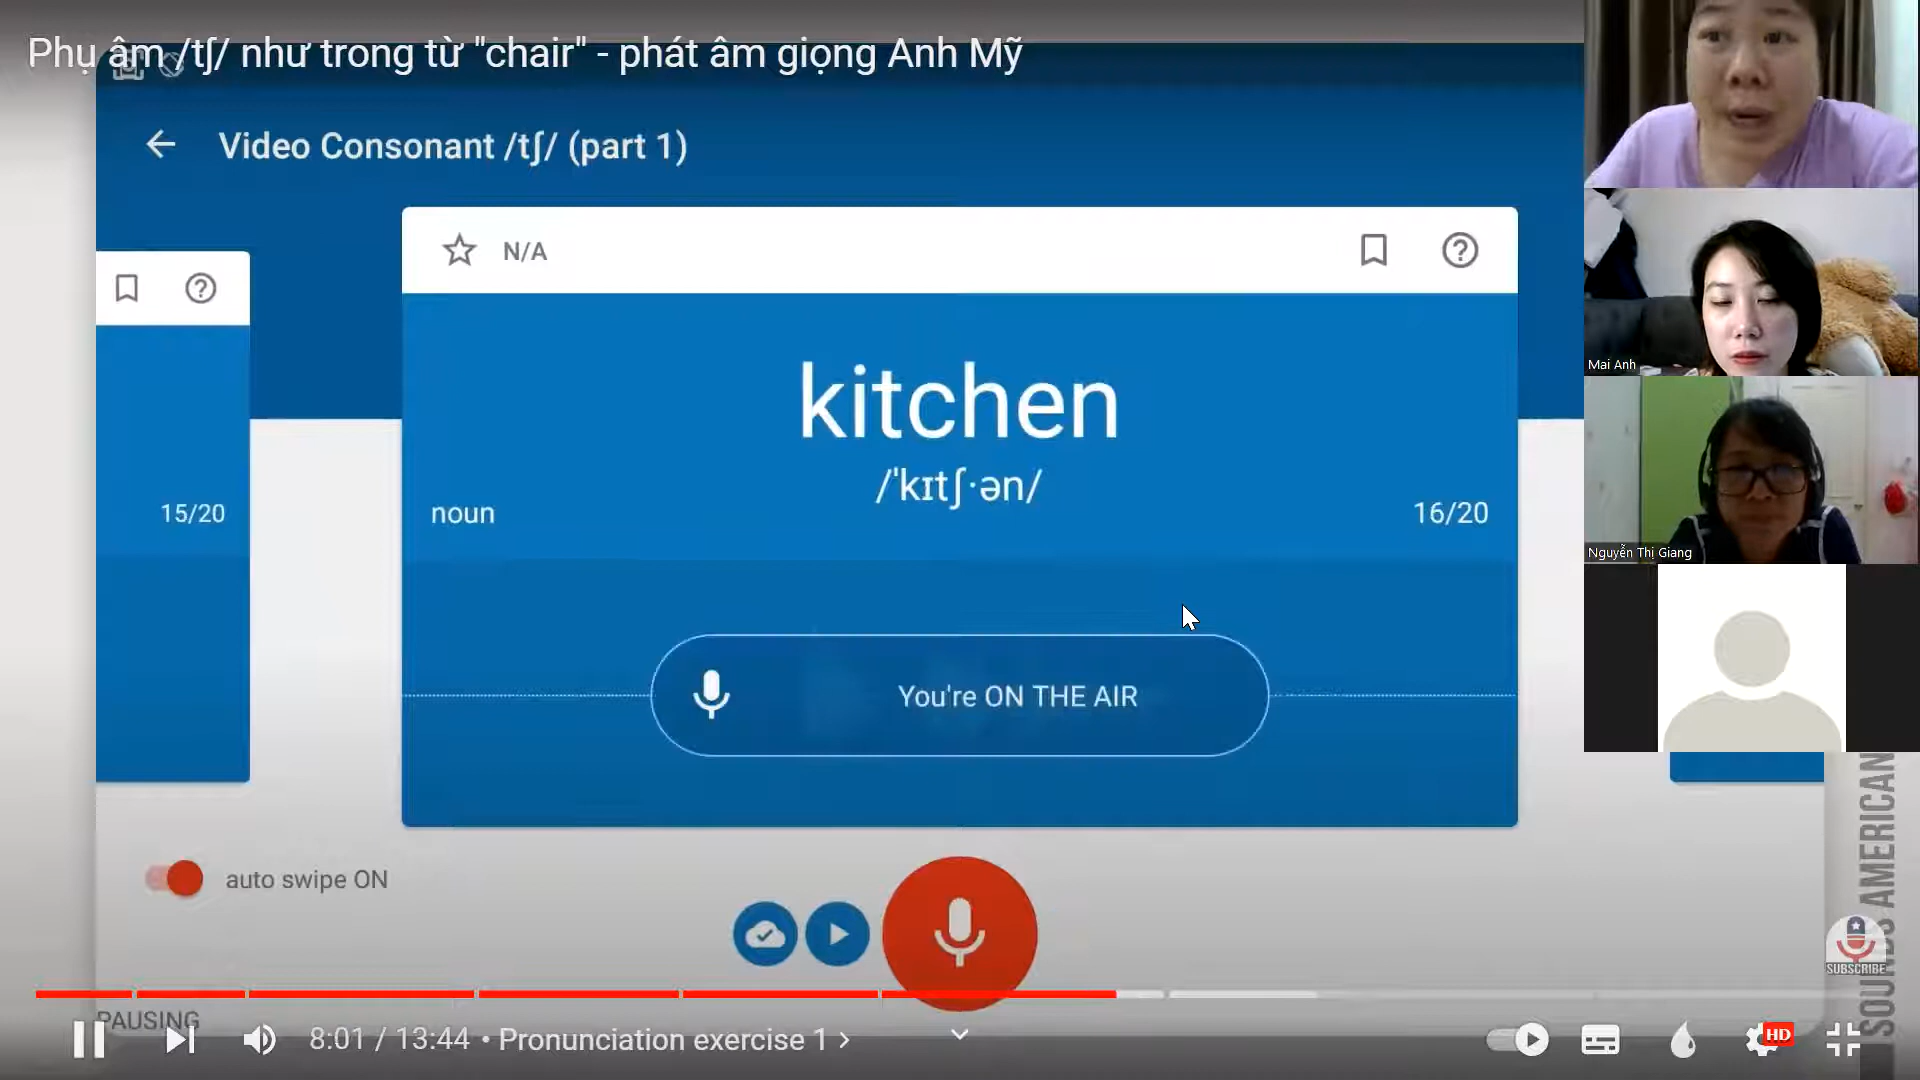 Phụ âm /tʃ/ như trong từ "chair" - phát âm giọng Anh Mỹ
Video Consonant /tʃ/ (part 1)
N/A
kitchen
/ˈkɪtʃ·ən/
15/20
noun
16/20
You're ON THE AIR
Mai Anh
Nguyễn Thị Giang
auto swipe ON
SOUNDS AMERICAN
SUBSCRIBE
PAUSING
8:01 / 13:44 • Pronunciation exercise 1 ›
HD